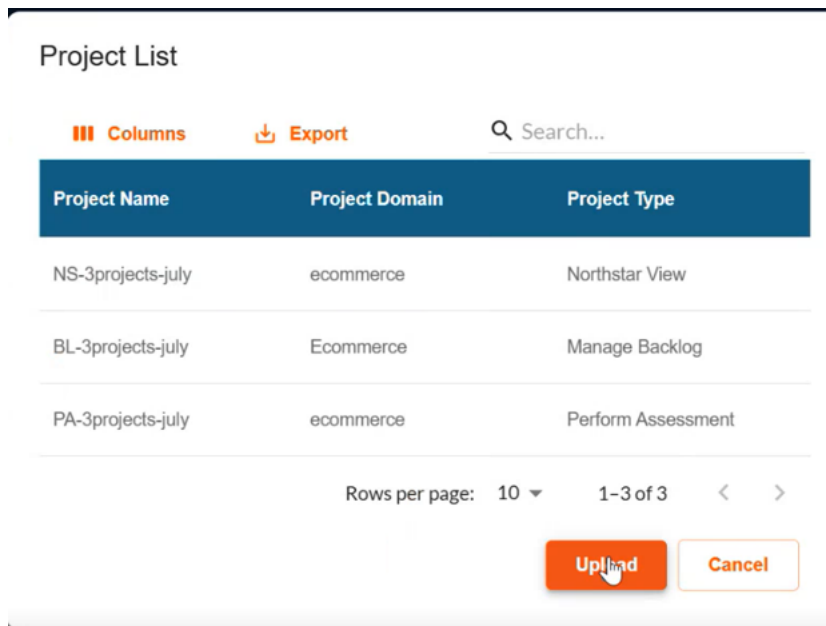 Project List
Columns Export Search...
Project Name Project Domain Project Type
NS-3projects-july ecommerce Northstar View
BL-3projects-july Ecommerce Manage Backlog
PA-3projects-july ecommerce Perform Assessment
Rows per page: 10 1–3 of 3
Upload Cancel